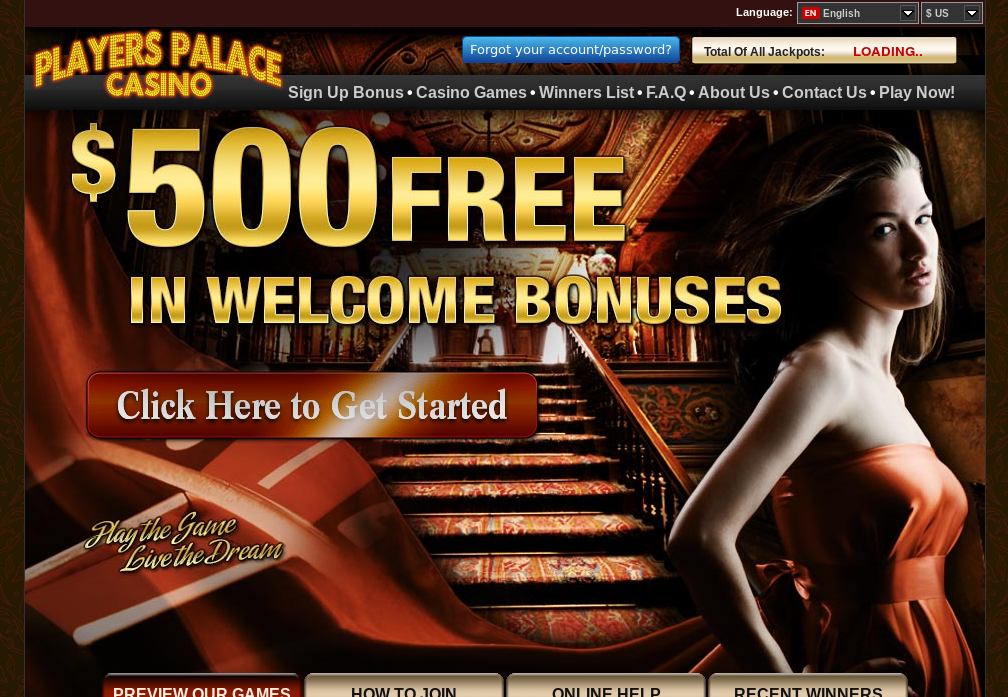 Language: EN English $ US
PLAYERS PALACE
CASINO
Forgot your account/password?
Total Of All Jackpots: LOADING..
Sign Up Bonus • Casino Games • Winners List • F.A.Q • About Us • Contact Us • Play Now!
$500 FREE
IN WELCOME BONUSES
Click Here to Get Started
Play the Game
Live the Dream
PREVIEW OUR GAMES HOW TO JOIN ONLINE HELP RECENT WINNERS